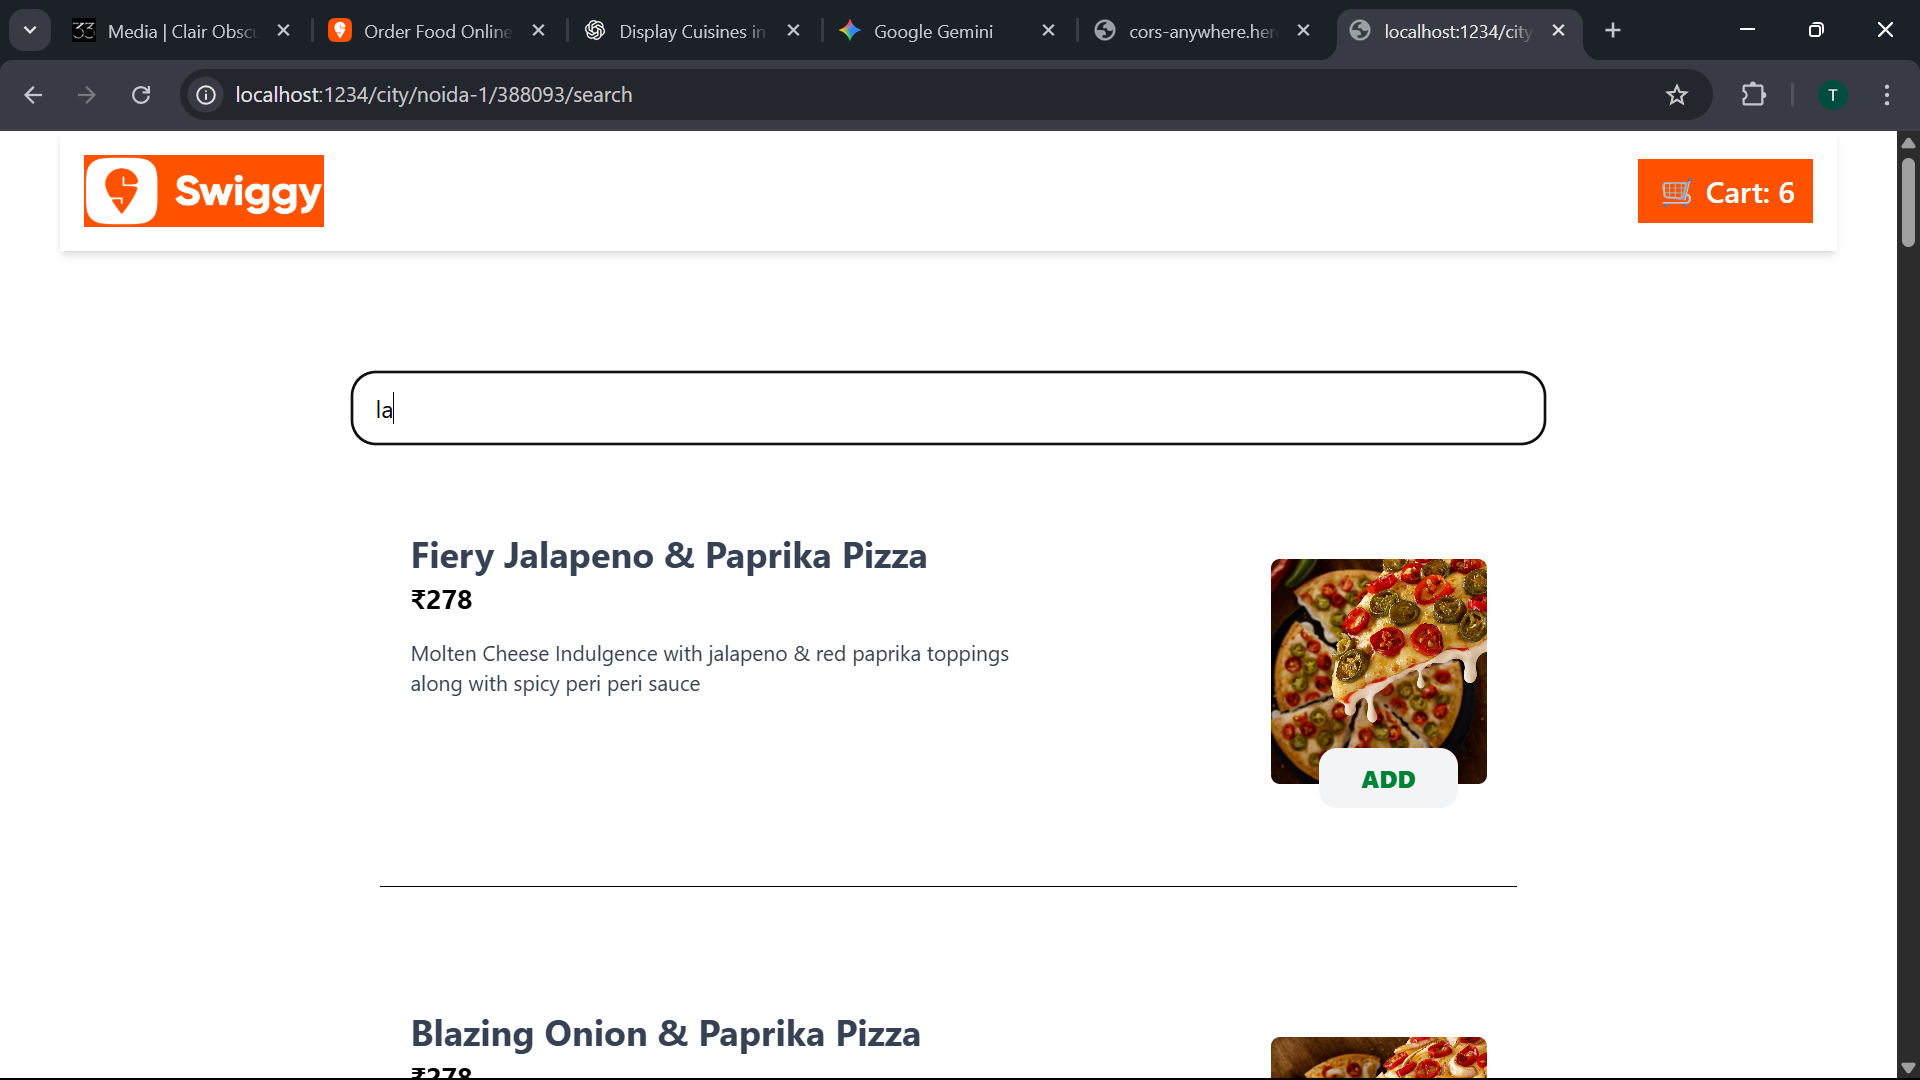 Media | Clair Obscu
Order Food Online
Display Cuisines in
Google Gemini
cors-anywhere.her
localhost:1234/city
localhost:1234/city/noida-1/388093/search
T
Swiggy
Cart: 6
la
Fiery Jalapeno & Paprika Pizza
₹278
Molten Cheese Indulgence with jalapeno & red paprika toppings
along with spicy peri peri sauce
ADD
Blazing Onion & Paprika Pizza
₹278